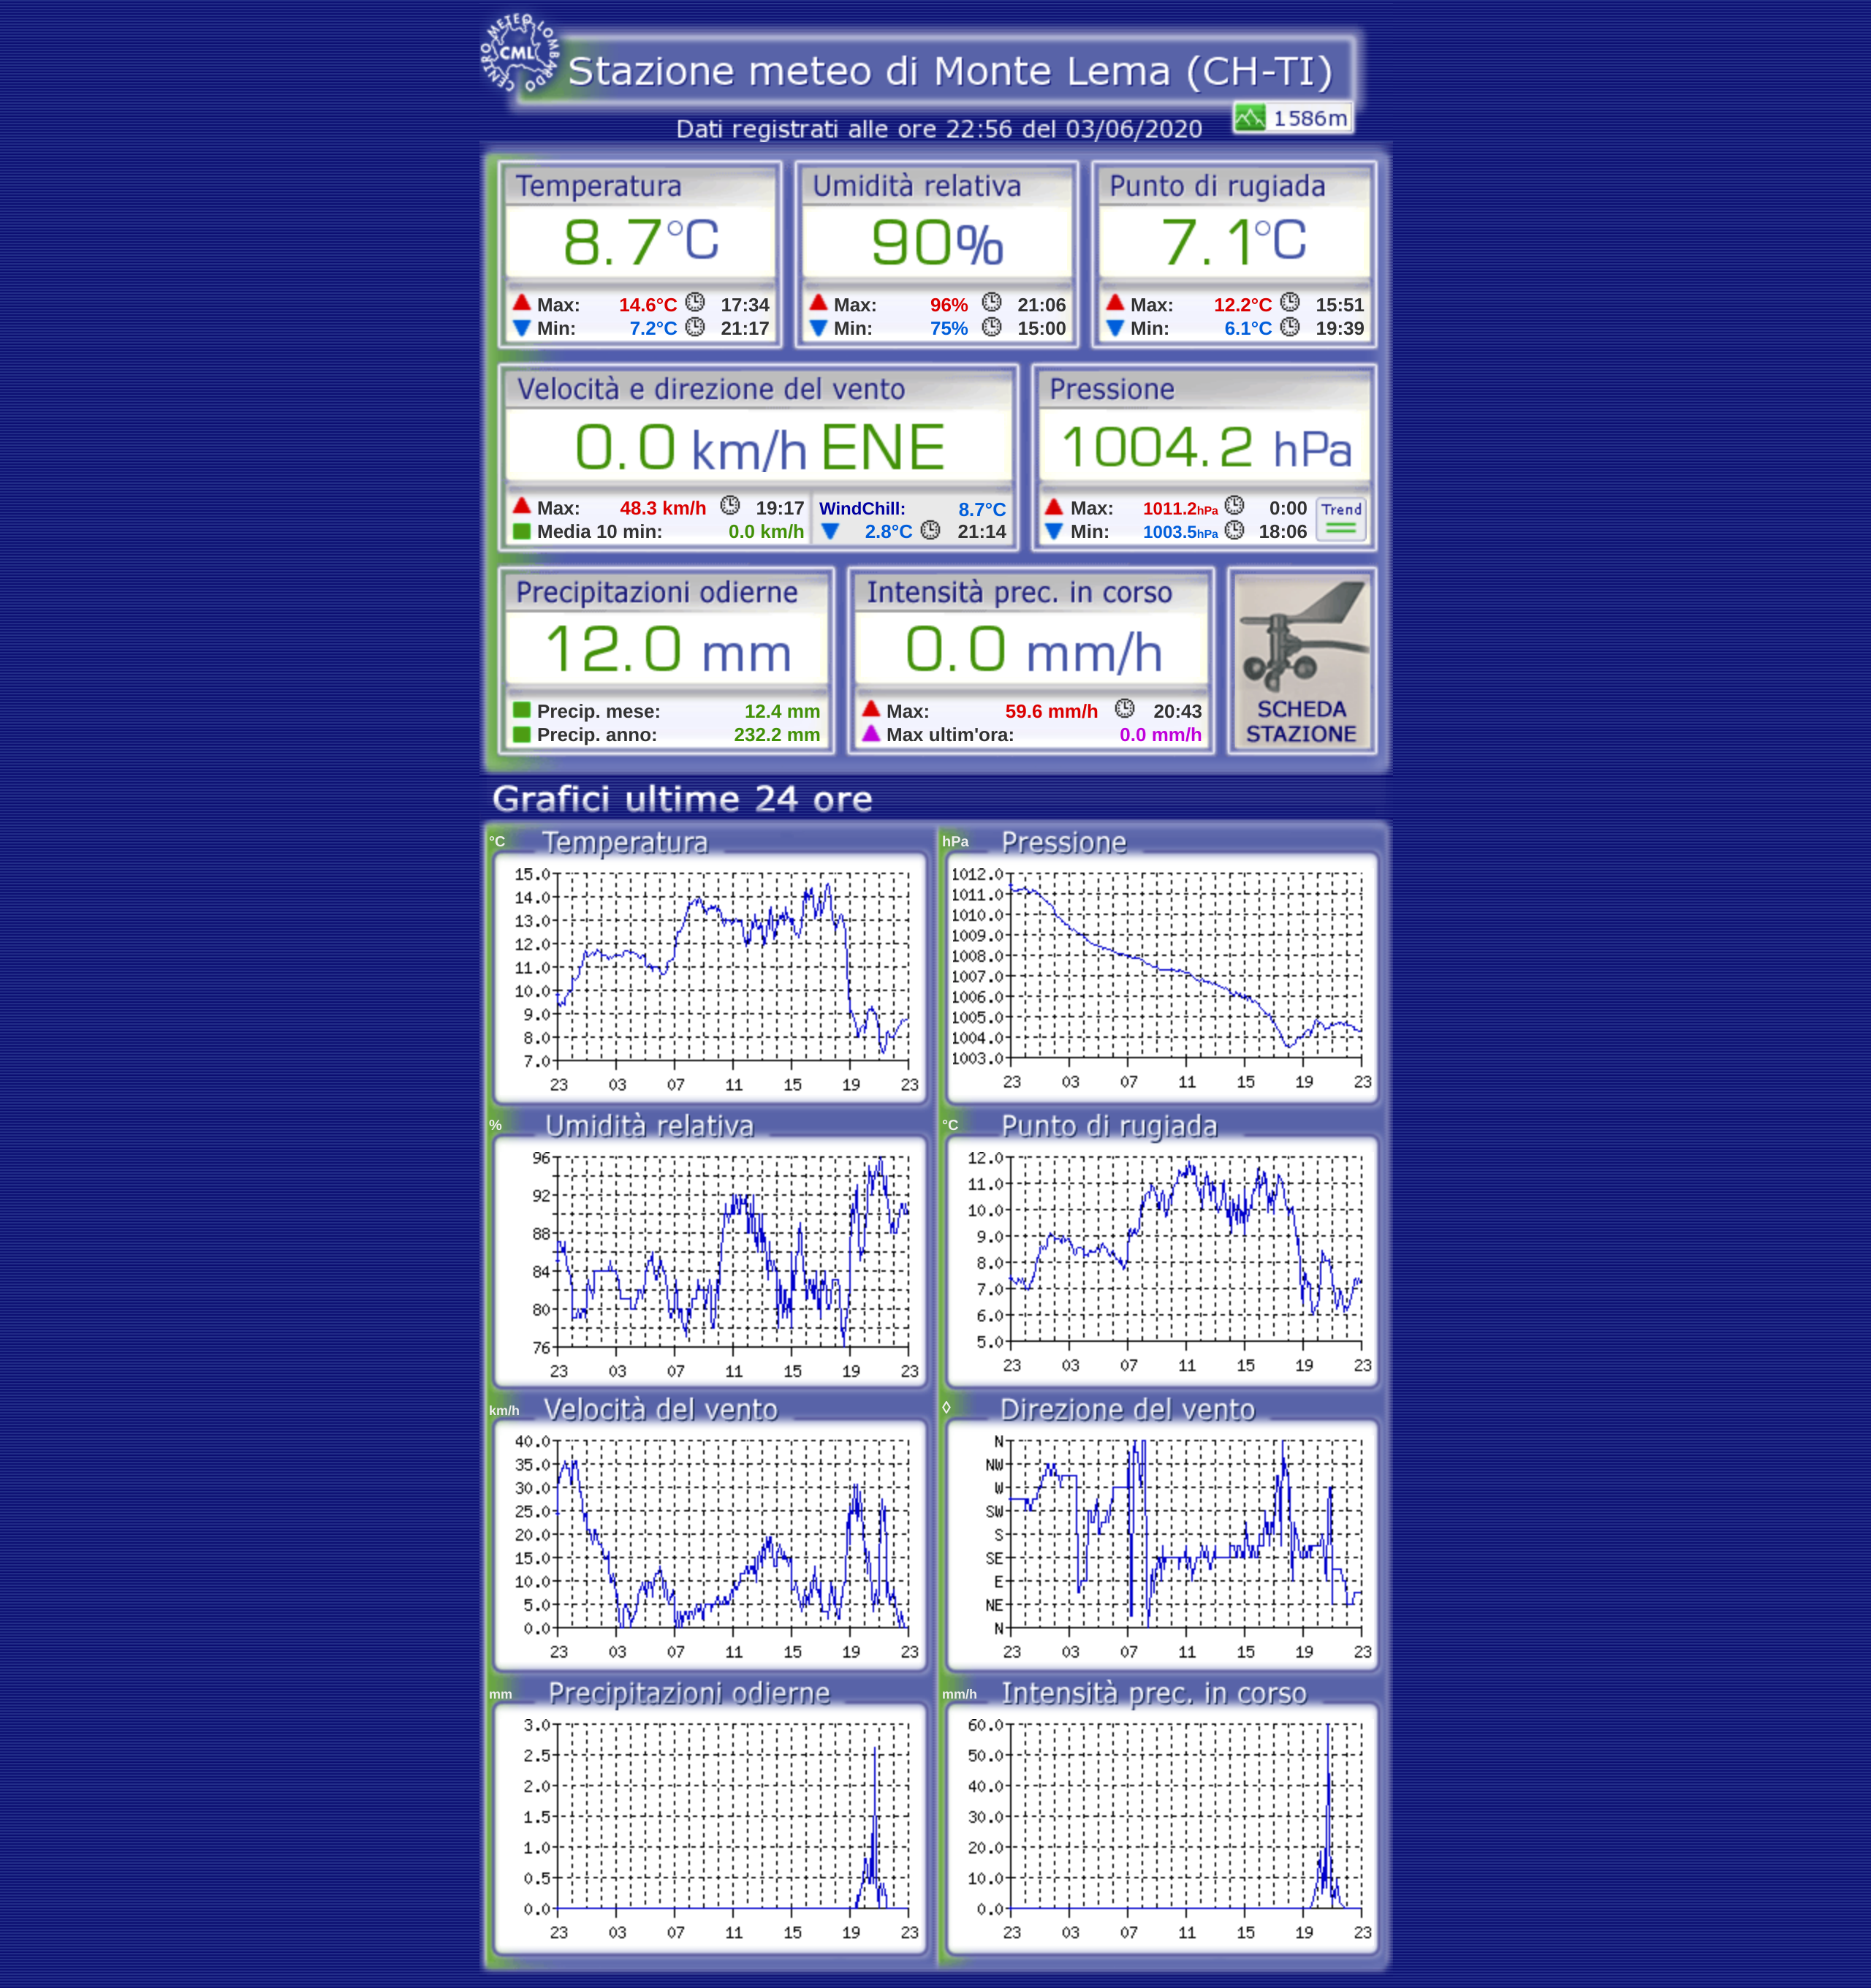 CENTRO METEO LOMBARDO
CML
Stazione meteo di Monte Lema (CH-TI)
1586m
Dati registrati alle ore 22:56 del 03/06/2020
Temperatura
8.7°C
Max: 14.6°C 17:34
Min: 7.2°C 21:17
Umidità relativa
90%
Max: 96% 21:06
Min: 75% 15:00
Punto di rugiada
7.1°C
Max: 12.2°C 15:51
Min: 6.1°C 19:39
Velocità e direzione del vento
0.0 km/h ENE
Max: 48.3 km/h 19:17
Media 10 min: 0.0 km/h
WindChill: 8.7°C
2.8°C 21:14
Pressione
1004.2 hPa
Max: 1011.2hPa 0:00
Min: 1003.5hPa 18:06
Trend
Precipitazioni odierne
12.0 mm
Precip. mese: 12.4 mm
Precip. anno: 232.2 mm
Intensità prec. in corso
0.0 mm/h
Max: 59.6 mm/h 20:43
Max ultim'ora: 0.0 mm/h
SCHEDA
STAZIONE
Grafici ultime 24 ore
°C Temperatura
15.0
14.0
13.0
12.0
11.0
10.0
9.0
8.0
7.0
23 03 07 11 15 19 23
hPa Pressione
1012.0
1011.0
1010.0
1009.0
1008.0
1007.0
1006.0
1005.0
1004.0
1003.0
23 03 07 11 15 19 23
% Umidità relativa
96
92
88
84
80
76
23 03 07 11 15 19 23
°C Punto di rugiada
12.0
11.0
10.0
9.0
8.0
7.0
6.0
5.0
23 03 07 11 15 19 23
km/h Velocità del vento
40.0
35.0
30.0
25.0
20.0
15.0
10.0
5.0
0.0
23 03 07 11 15 19 23
◊ Direzione del vento
N
NW
W
SW
S
SE
E
NE
N
23 03 07 11 15 19 23
mm Precipitazioni odierne
3.0
2.5
2.0
1.5
1.0
0.5
0.0
23 03 07 11 15 19 23
mm/h Intensità prec. in corso
60.0
50.0
40.0
30.0
20.0
10.0
0.0
23 03 07 11 15 19 23